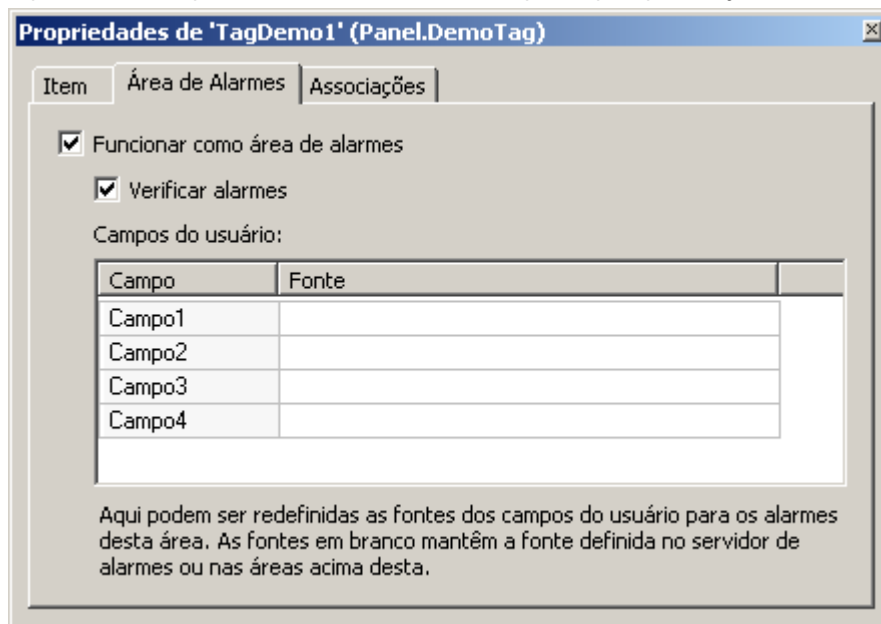 Propriedades de 'TagDemo1' (Panel.DemoTag)
Item Área de Alarmes Associações
Funcionar como área de alarmes
Verificar alarmes
Campos do usuário:
Campo Fonte
Campo1
Campo2
Campo3
Campo4
Aqui podem ser redefinidas as fontes dos campos do usuário para os alarmes
desta área. As fontes em branco mantêm a fonte definida no servidor de
alarmes ou nas áreas acima desta.